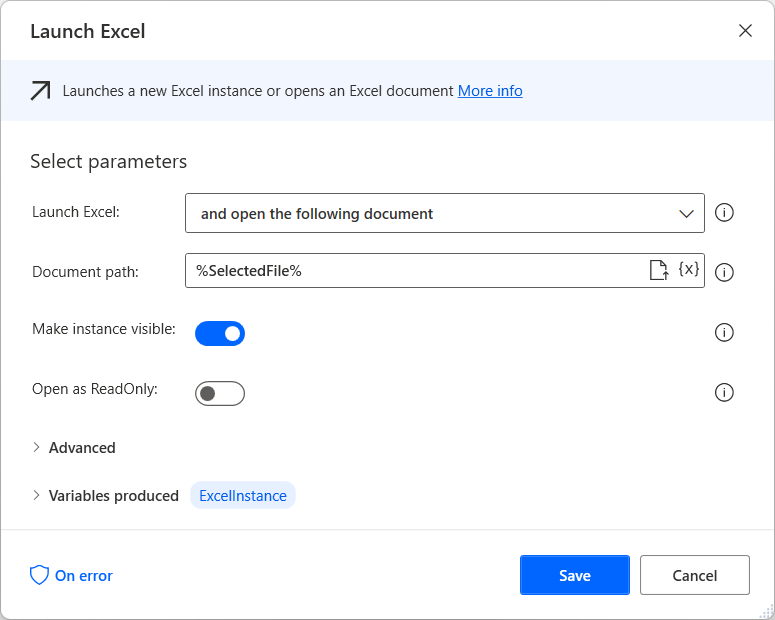 Launch Excel
Launches a new Excel instance or opens an Excel document More info
Select parameters
Launch Excel: and open the following document
Document path: %SelectedFile% {x}
Make instance visible:
Open as ReadOnly:
Advanced
Variables produced ExcelInstance
On error Save Cancel